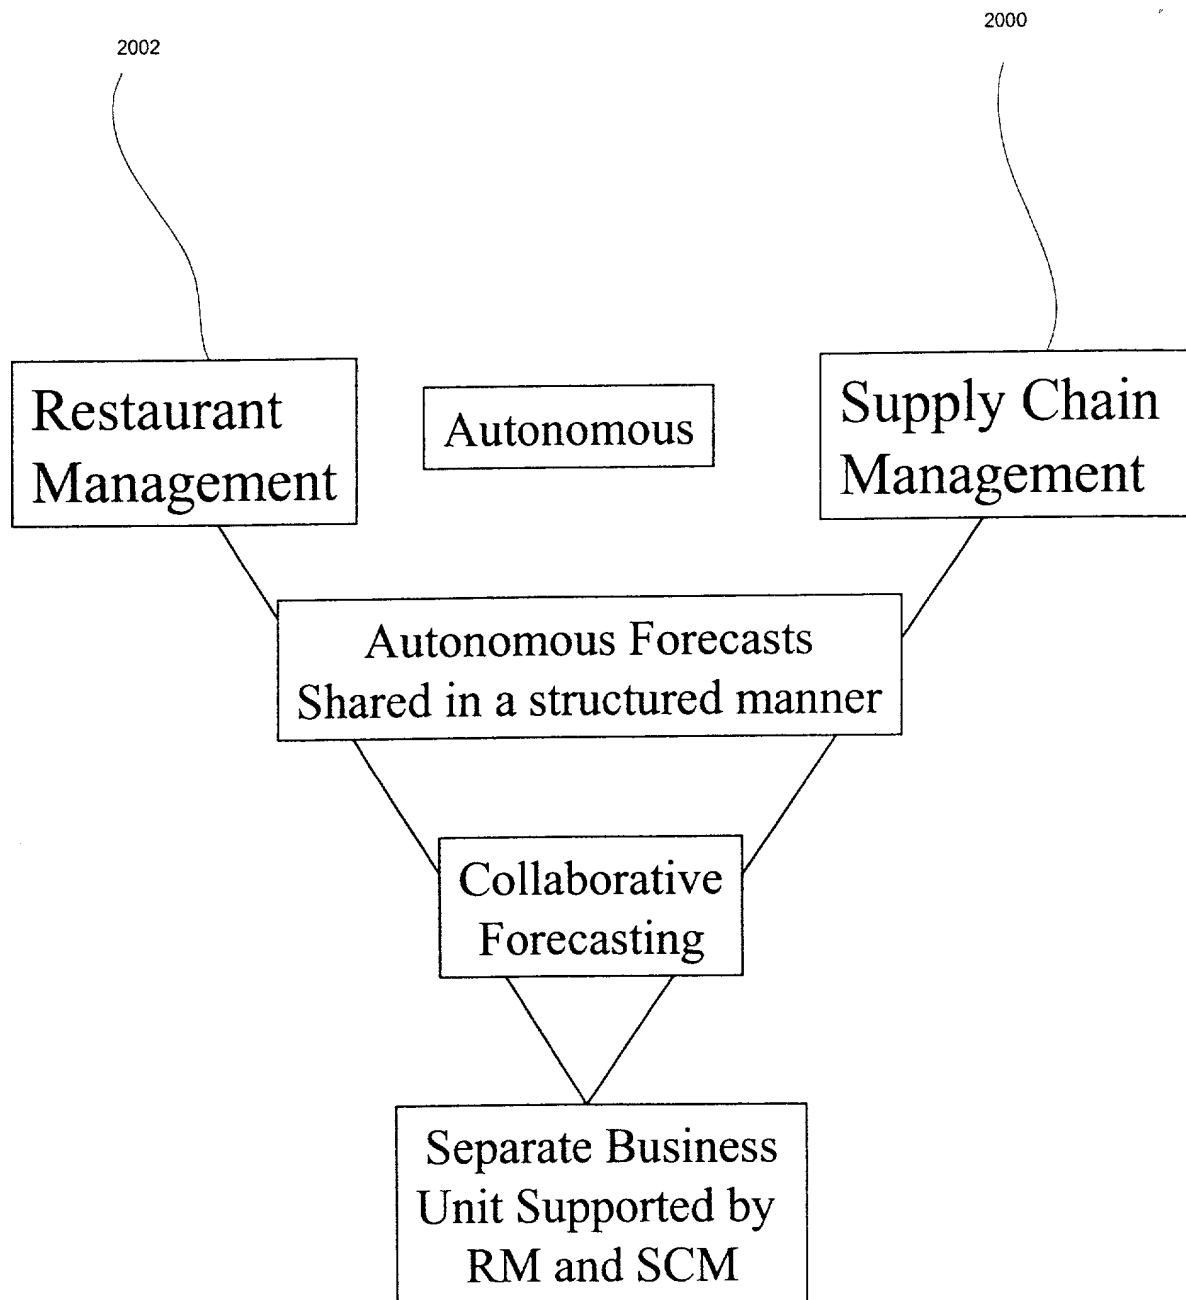 2002
2000
Restaurant
Management
Autonomous
Supply Chain
Management
Autonomous Forecasts
Shared in a structured manner
Collaborative
Forecasting
Separate Business
Unit Supported by
RM and SCM